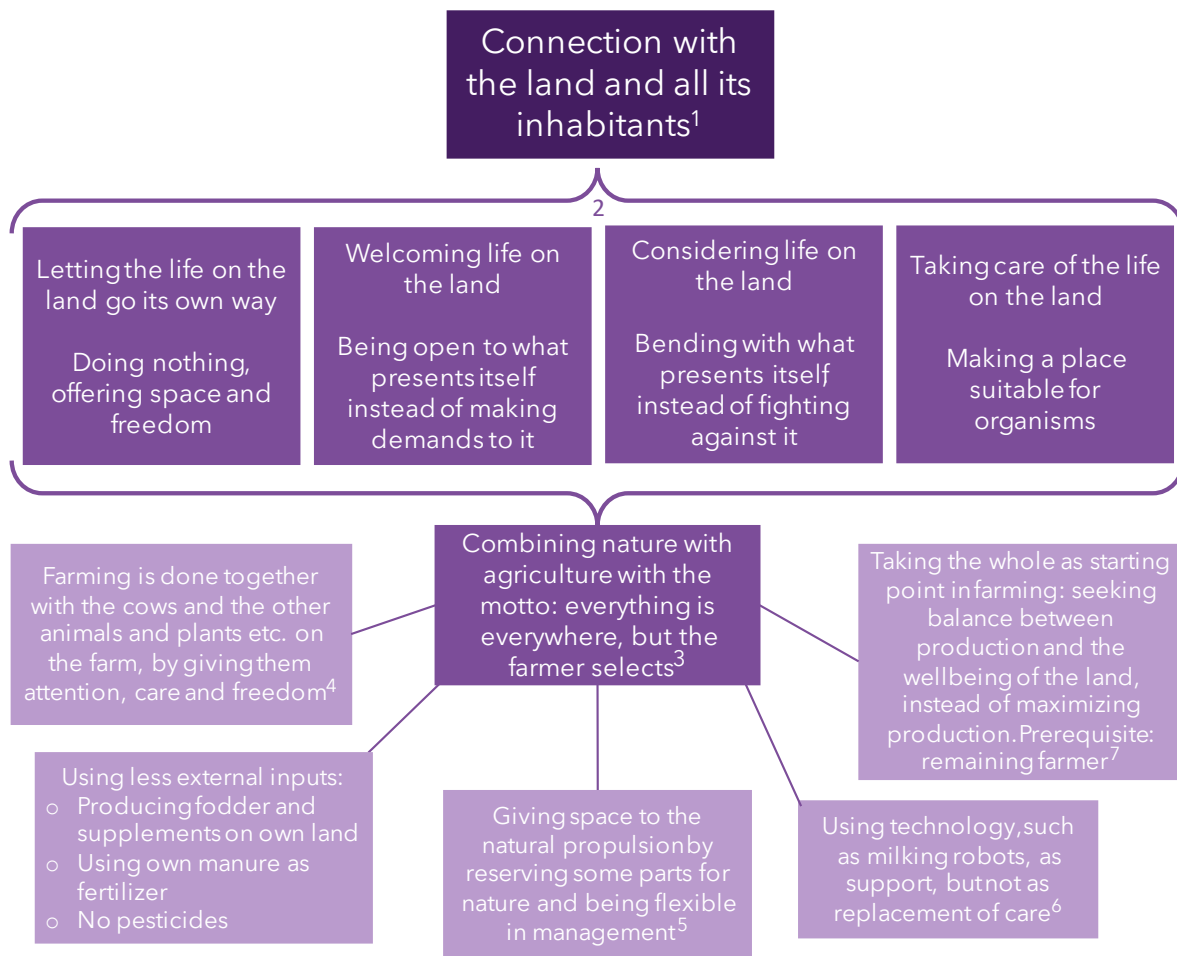 Connection with
the land and all its
inhabitants1
2
Letting the life on the
land go its own way
Doing nothing,
offering space and
freedom
Welcoming life on
the land
Being open to what
presents itself
instead of making
demands to it
Considering life on
the land
Bending with what
presents itself
instead of fighting
against it
Taking care of the life
on the land
Making a place
suitable for
organisms
Farming is done together
with the cows and the other
animals and plants etc. on
the farm, by giving them
attention, care and freedom4
Combining nature with
agriculture with the
motto: everything is
everywhere, but the
farmer selects3
Taking the whole as starting
point in farming: seeking
balance between
production and the
wellbeing of the land,
instead of maximizing
production. Prerequisite:
remaining farmer7
Using less external inputs:
o Producing fodder and
supplements on own land
o Using own manure as
fertilizer
o No pesticides
Giving space to the
natural propulsion by
reserving some parts for
nature and being flexible
in management5
Using technology, such
as milking robots, as
support, but not as
replacement of care6